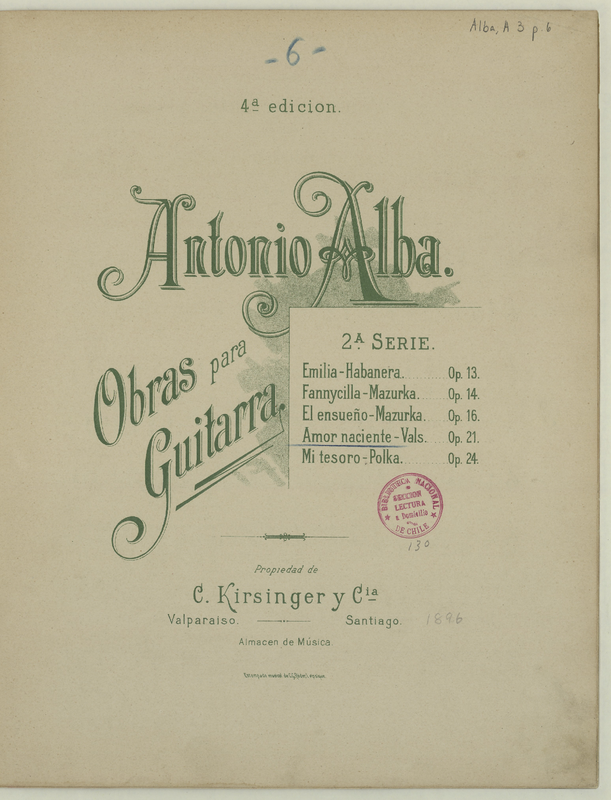 Alba, A 3 p. 6
- 6 -
4ª edicion.
Antonio Alba.
Obras para
Guitarra.
2ª SERIE.
Emilia-Habanera. Op. 13.
Fannycilla-Mazurka. Op. 14.
El ensueño-Mazurka. Op. 16.
Amor naciente-Vals. Op. 21.
Mi tesoro-Polka. Op. 24.
BIBLIOTECA NACIONAL
SECCION
LECTURA
a Domicilio
DE CHILE
130
Propiedad de
C. Kirsinger y Cia
Valparaiso. Santiago. 1896
Almacen de Música.